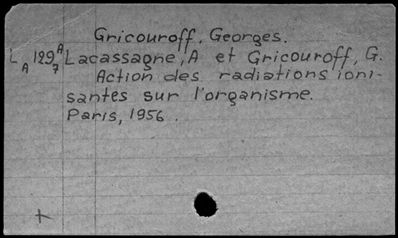 Gricouroff, Georges.
L A 129 A 7 Lacassagne, A et Gricouroff, G.
Action des radiations ioni-
santes sur l'organisme.
Paris, 1956.
+